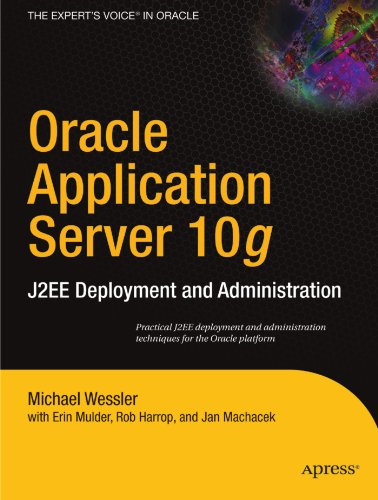 THE EXPERT'S VOICE® IN ORACLE
Oracle
Application
Server 10g
J2EE Deployment and Administration
Practical J2EE deployment and administration
techniques for the Oracle platform
Michael Wessler
with Erin Mulder, Rob Harrop, and Jan Machacek
Apress®